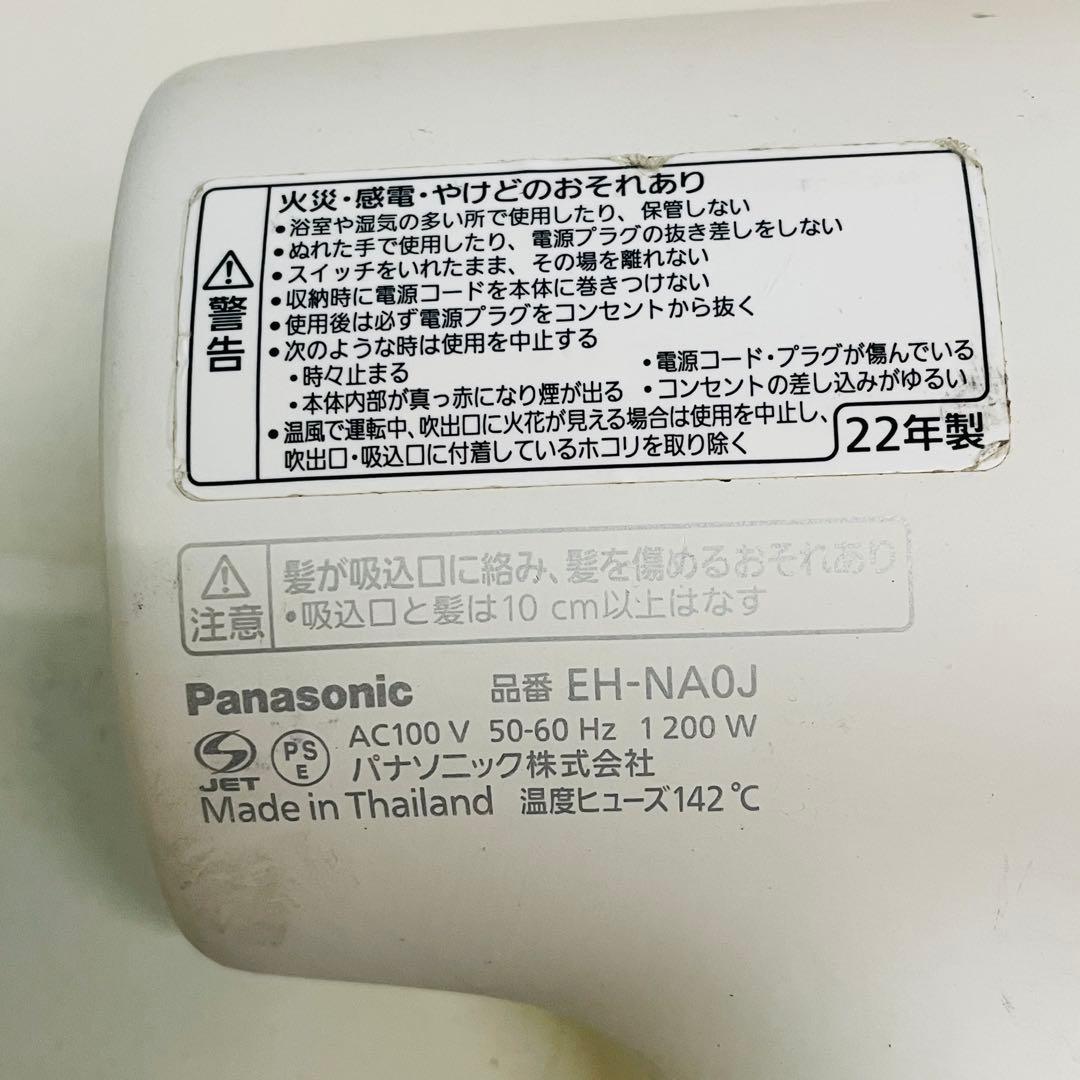 火災・感電・やけどのおそれあり
•浴室や湿気の多い所で使用したり、保管しない
•ぬれた手で使用したり、電源プラグの抜き差しをしない
•スイッチをいれたまま、その場を離れない
•収納時に電源コードを本体に巻きつけない
•使用後は必ず電源プラグをコンセントから抜く
•次のような時は使用を中止する
•時々止まる
•本体内部が真っ赤になり煙が出る
•電源コード・プラグが傷んでいる
•コンセントの差し込みがゆるい
•温風で運転中、吹出口に火花が見える場合は使用を中止し、
吹出口・吸込口に付着しているホコリを取り除く
警告
22年製
注意
髪が吸込口に絡み、髪を傷めるおそれあり
•吸込口と髪は10 cm以上はなす
Panasonic 品番 EH-NA0J
AC100 V 50-60 Hz 1 200 W
JET PS E パナソニック株式会社
Made in Thailand 温度ヒューズ142℃